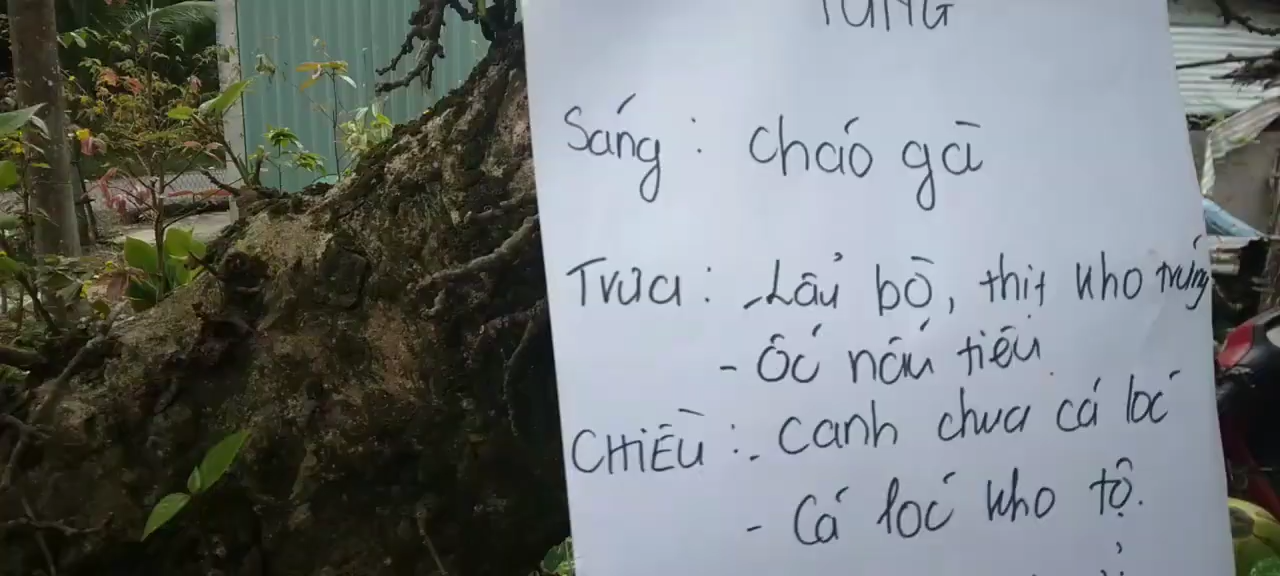 TÙNG
Sáng : cháo gà
Trưa : - Lẩu bò, thịt kho trứng
- Ốc nấu tiêu
CHIỀU : - canh chua cá lóc
- Cá lóc kho tộ.